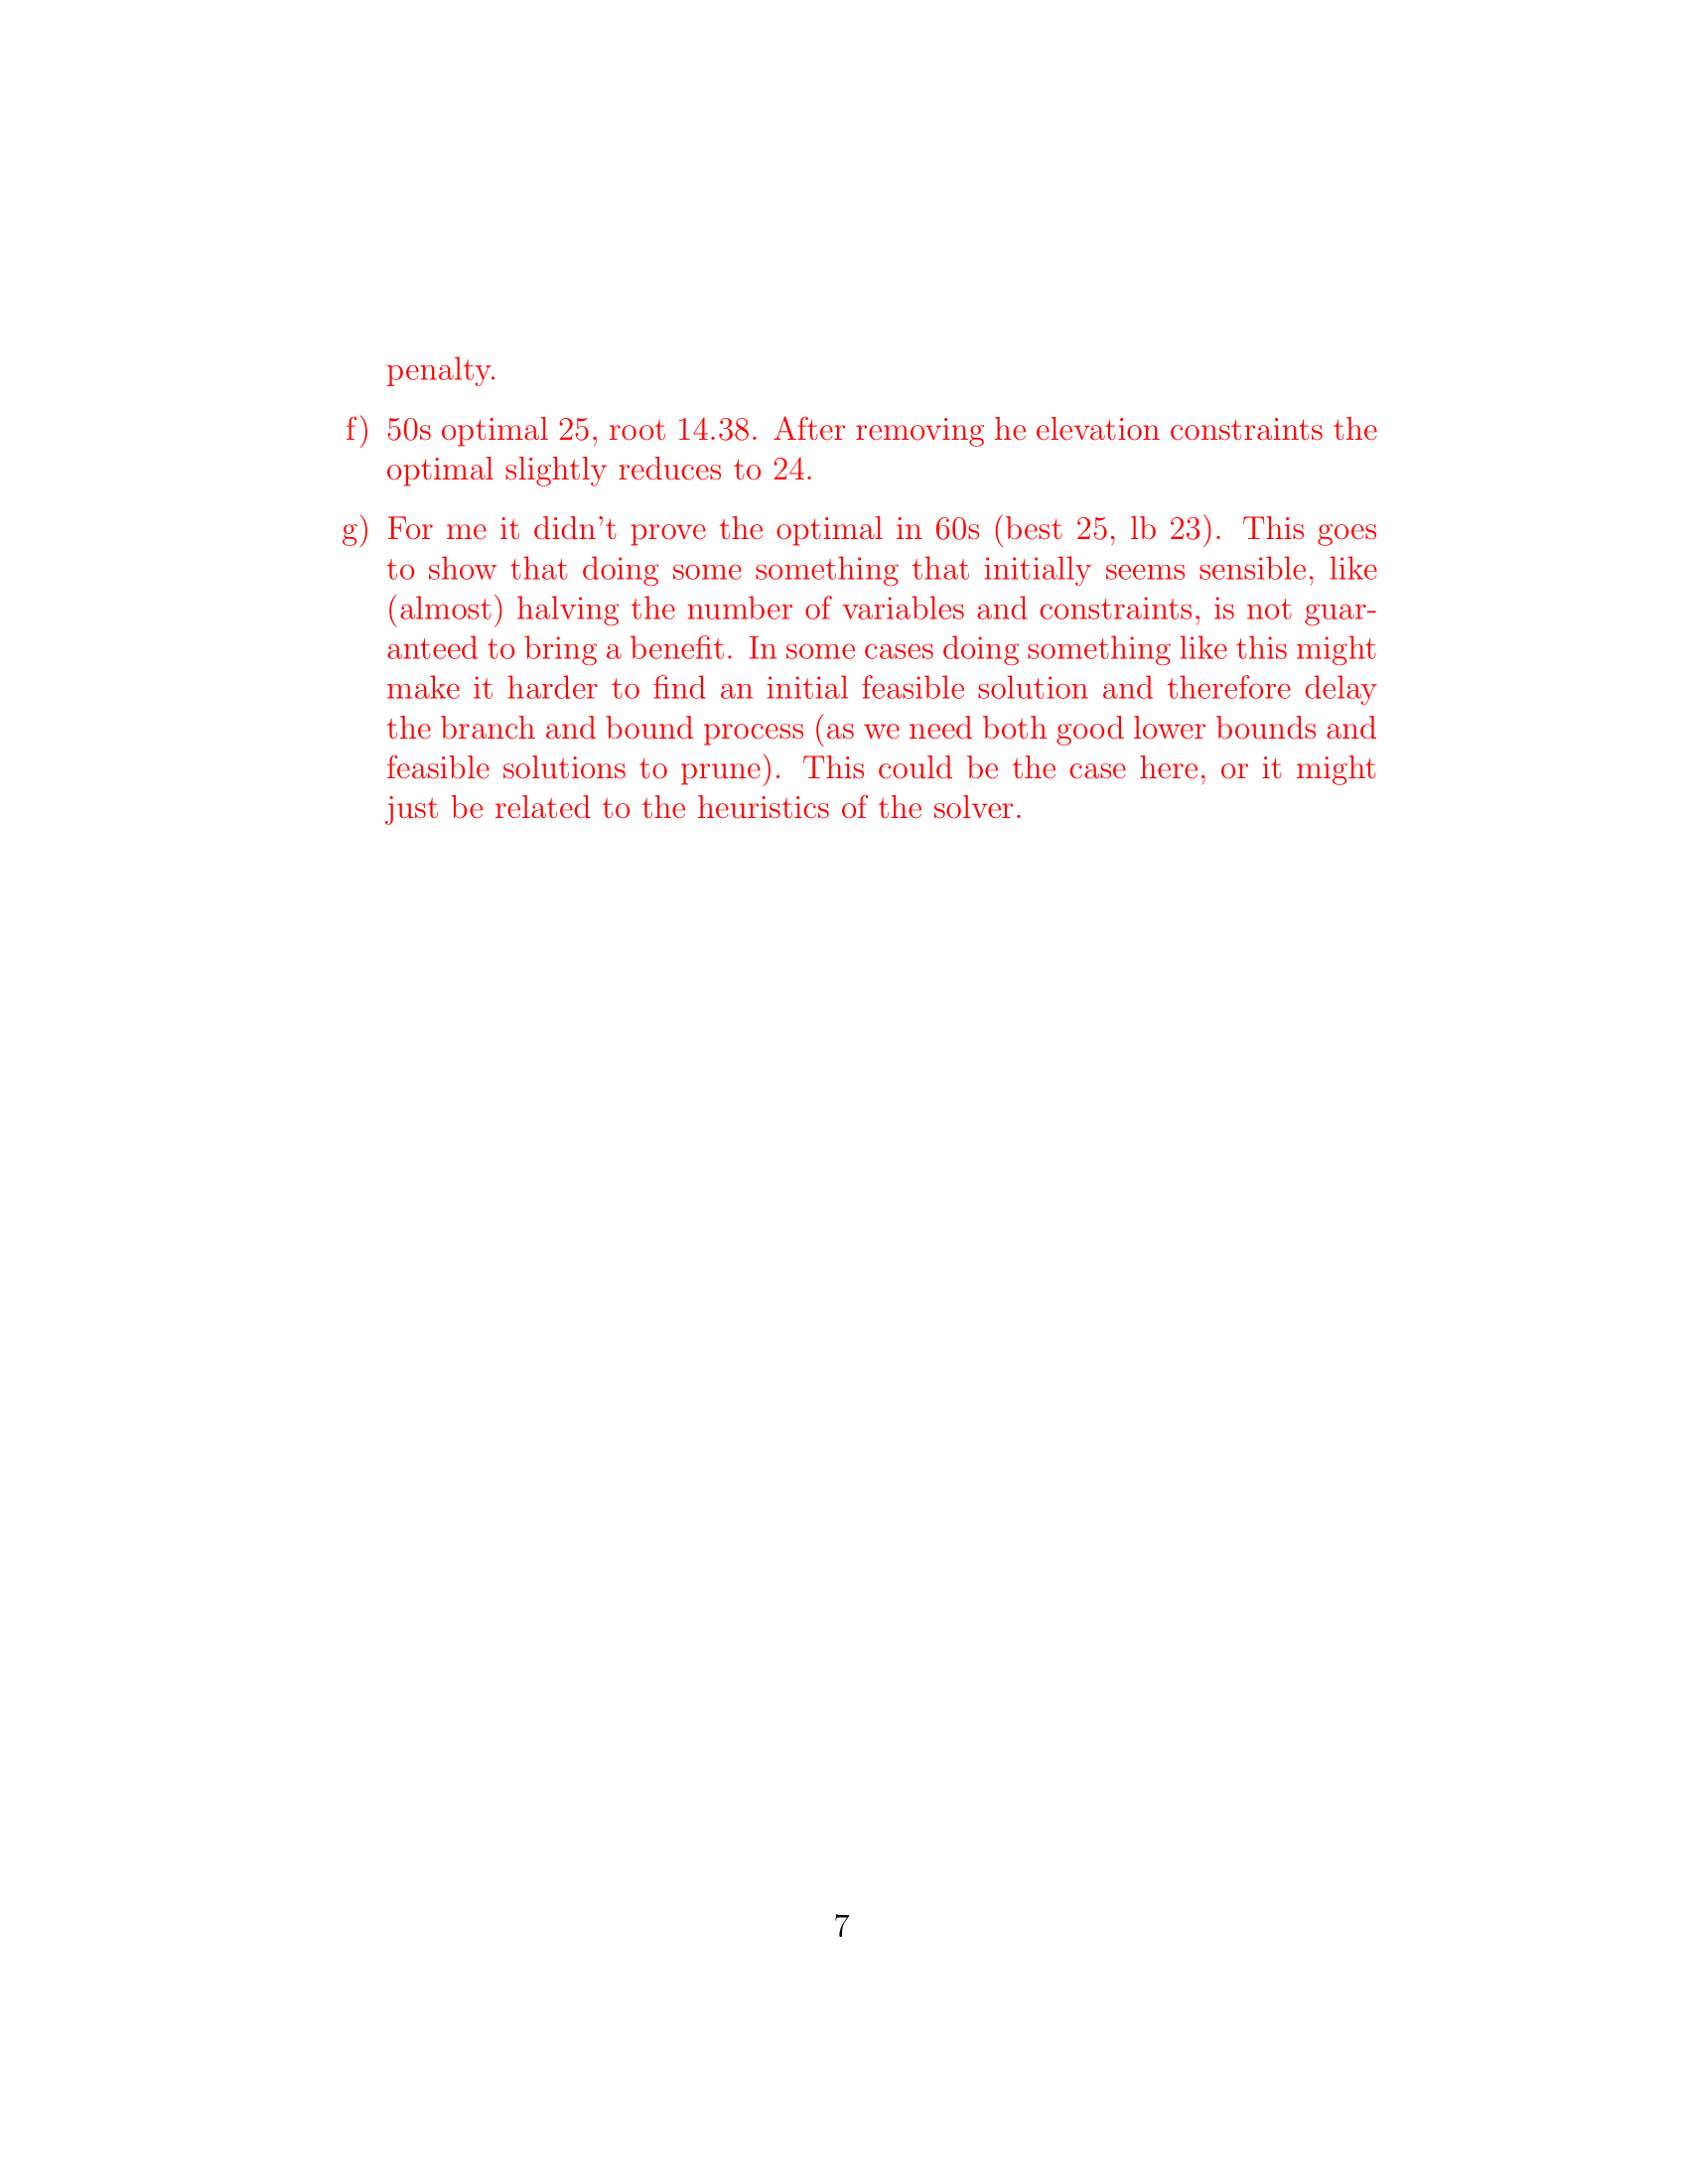 penalty.
f) 50s optimal 25, root 14.38. After removing he elevation constraints the
optimal slightly reduces to 24.
g) For me it didn't prove the optimal in 60s (best 25, lb 23). This goes
to show that doing some something that initially seems sensible, like
(almost) halving the number of variables and constraints, is not guar-
anteed to bring a benefit. In some cases doing something like this might
make it harder to find an initial feasible solution and therefore delay
the branch and bound process (as we need both good lower bounds and
feasible solutions to prune). This could be the case here, or it might
just be related to the heuristics of the solver.
7